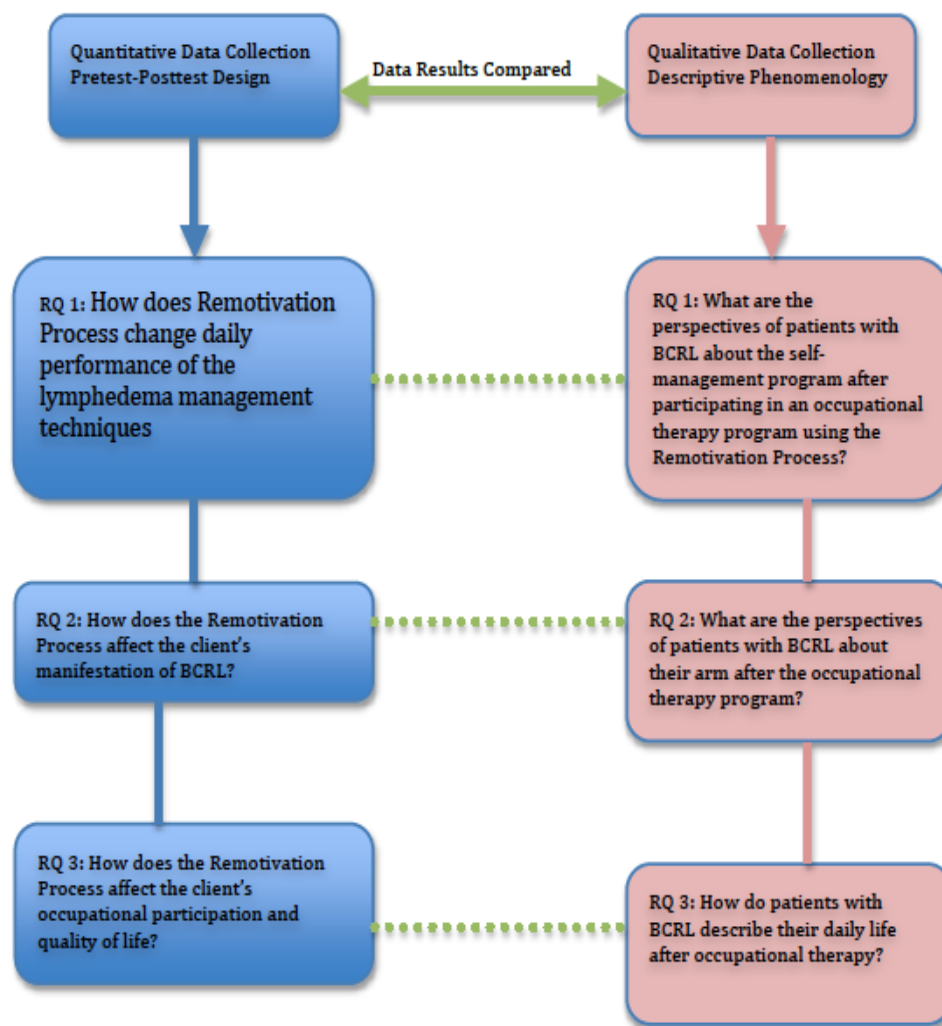 Quantitative Data Collection
Pretest-Posttest Design
Data Results Compared
Qualitative Data Collection
Descriptive Phenomenology
RQ 1: How does Remotivation
Process change daily
performance of the
lymphedema management
techniques
RQ 1: What are the
perspectives of patients with
BCRL about the self-
management program after
participating in an occupational
therapy program using the
Remotivation Process?
RQ 2: How does the Remotivation
Process affect the client’s
manifestation of BCRL?
RQ 2: What are the perspectives
of patients with BCRL about
their arm after the occupational
therapy program?
RQ 3: How does the Remotivation
Process affect the client’s
occupational participation and
quality of life?
RQ 3: How do patients with
BCRL describe their daily life
after occupational therapy?